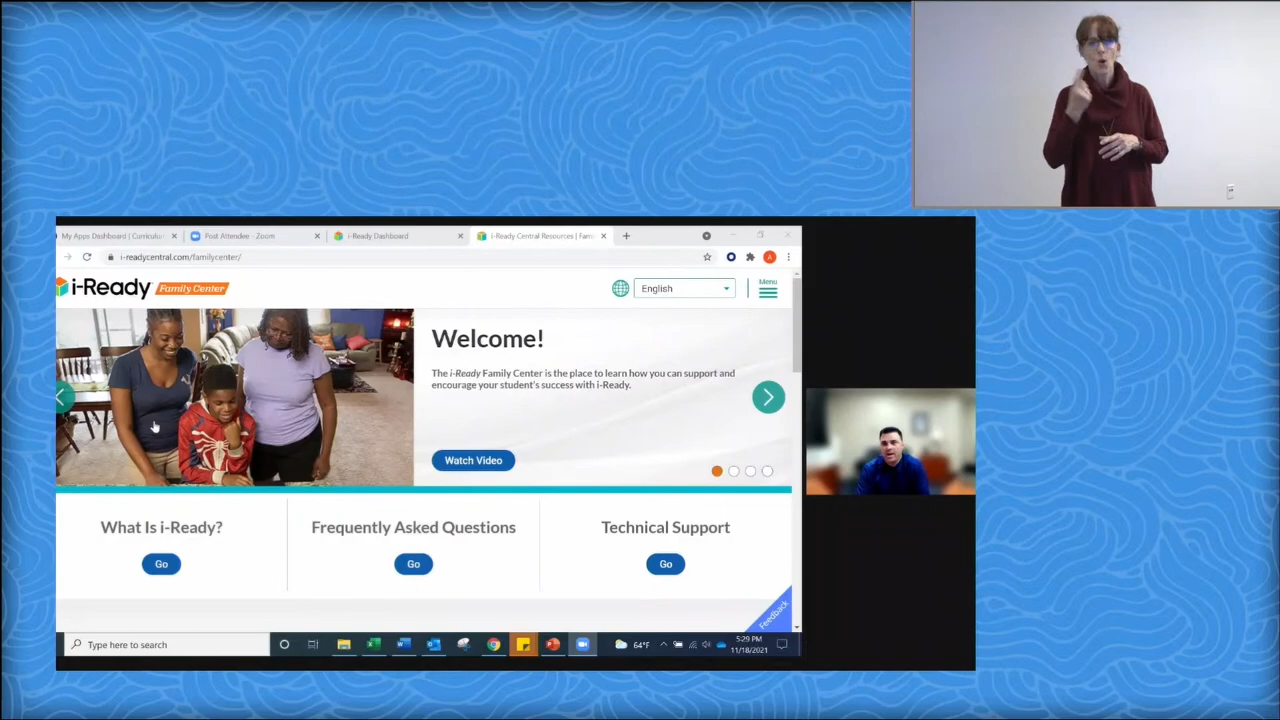 My Apps Dashboard | Curriculu
Post Attendee - Zoom
i-Ready Dashboard
i-Ready Central Resources | Fam
i-readycentral.com/familycenter/
A
i-Ready Family Center
English
Menu
Welcome!
The i-Ready Family Center is the place to learn how you can support and
encourage your student's success with i-Ready.
Watch Video
What Is i-Ready?
Frequently Asked Questions
Technical Support
Go
Go
Go
Feedback
Type here to search
64°F
5:29 PM
11/18/2021